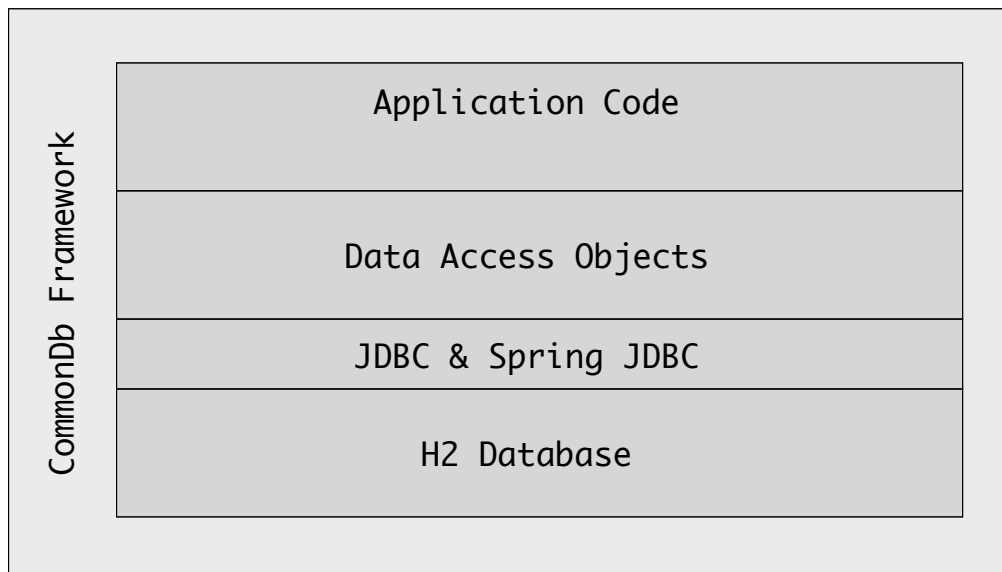 CommonDb Framework
Application Code
Data Access Objects
JDBC & Spring JDBC
H2 Database